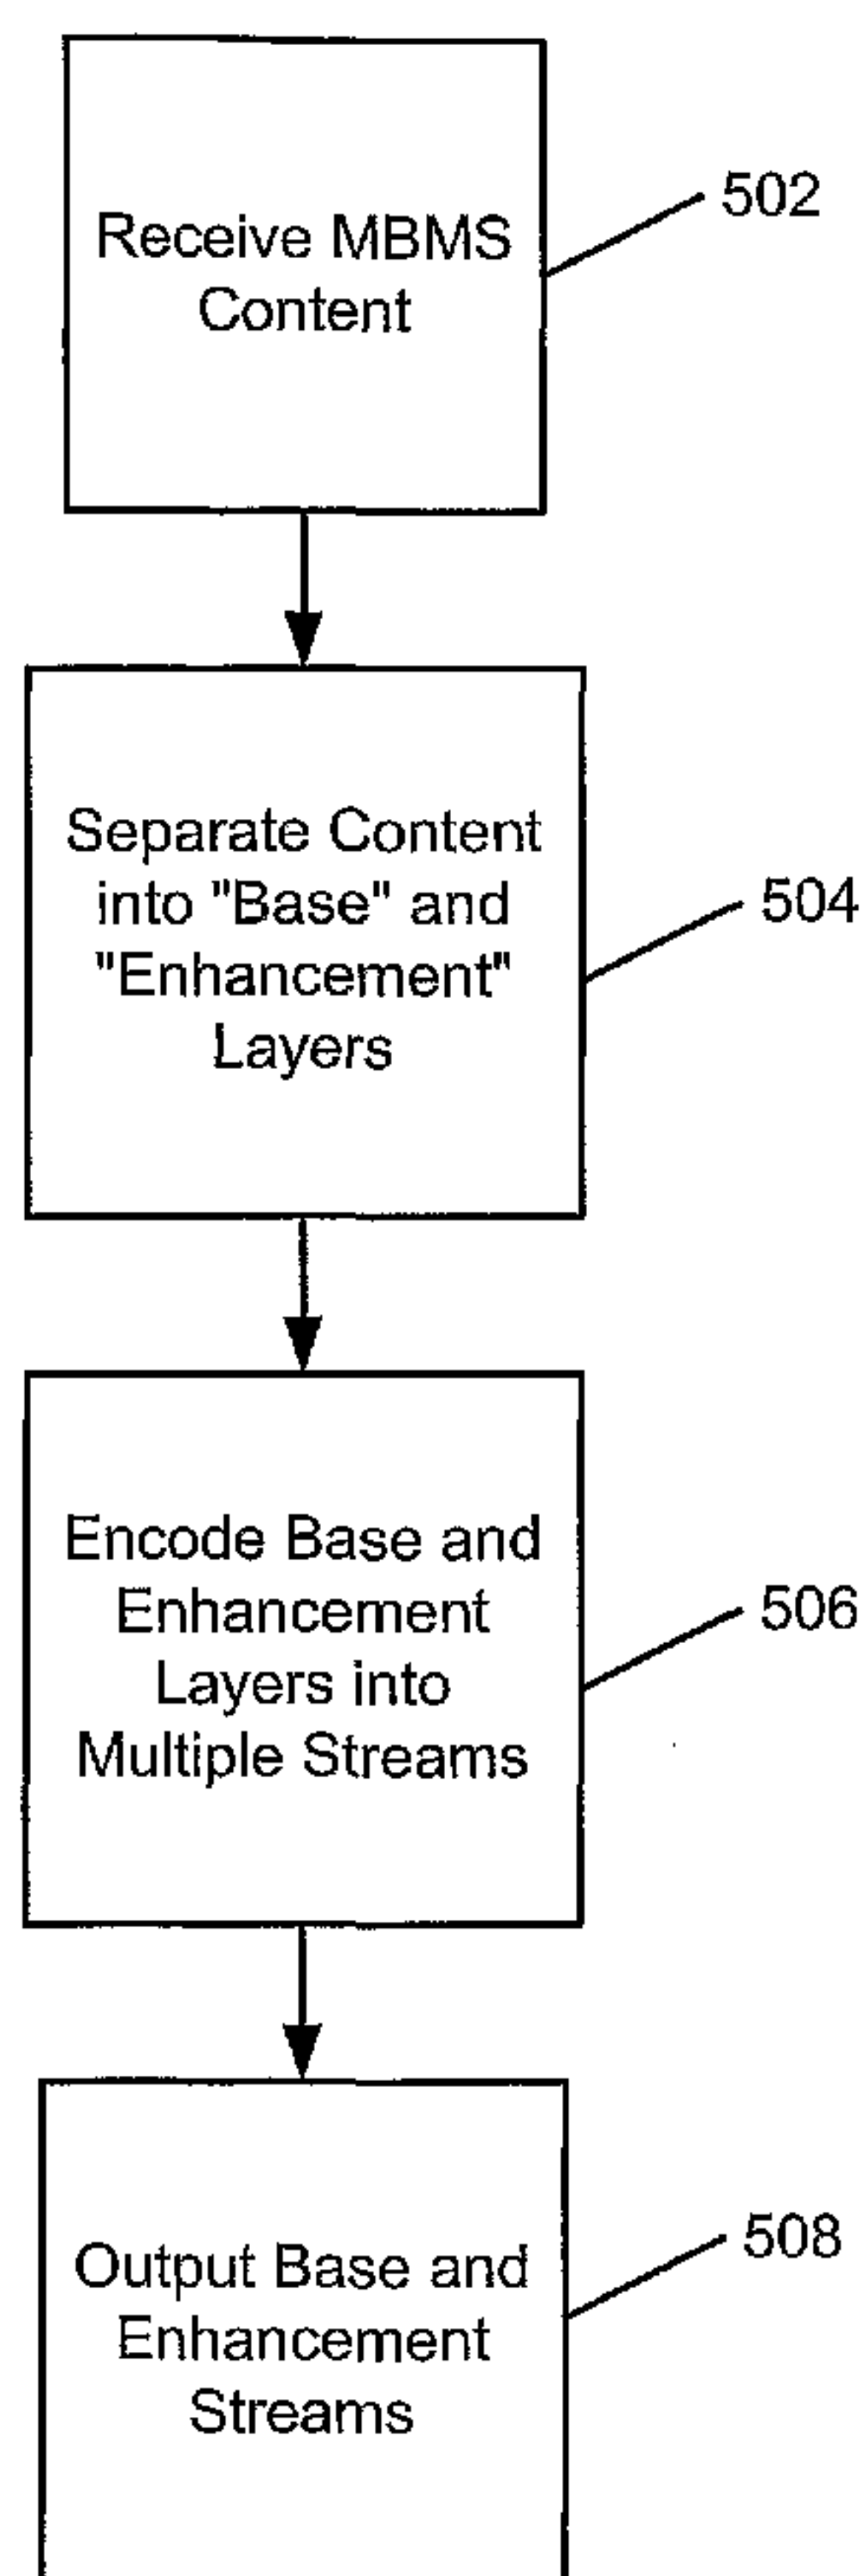 Receive MBMS
Content
502
Separate Content
into "Base" and
"Enhancement"
Layers
504
Encode Base and
Enhancement
Layers into
Multiple Streams
506
Output Base and
Enhancement
Streams
508